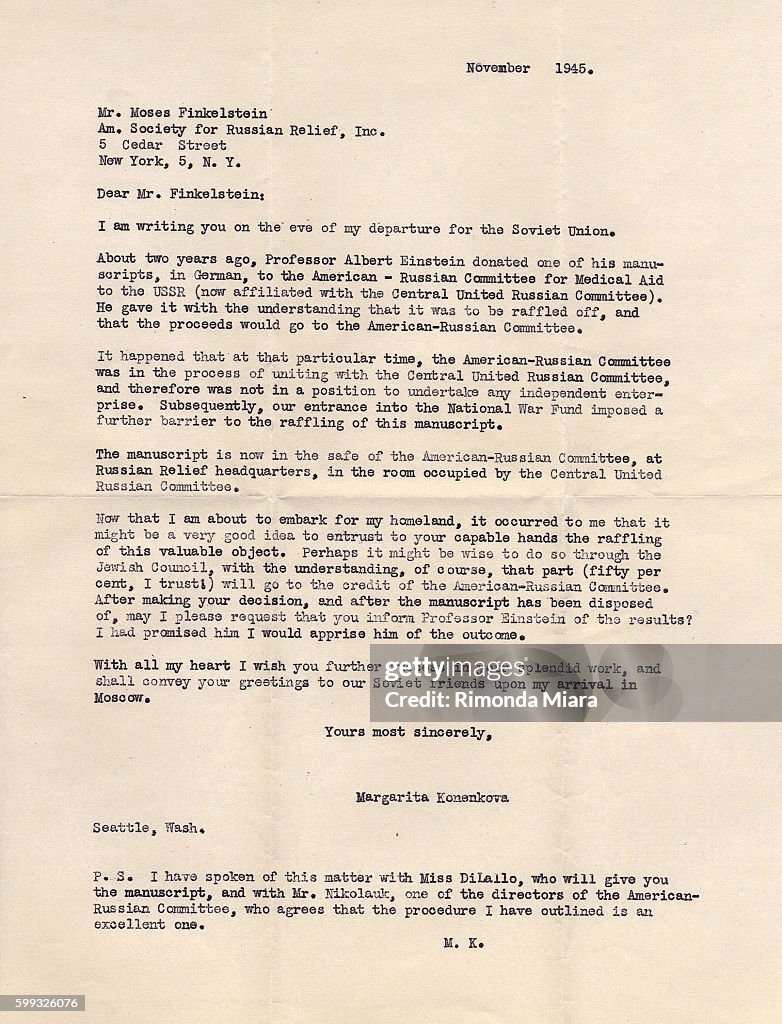 November 1945.
Mr. Moses Finkelstein
Am. Society for Russian Relief, Inc.
5 Cedar Street
New York, 5, N. Y.
Dear Mr. Finkelstein:
I am writing you on the eve of my departure for the Soviet Union.
About two years ago, Professor Albert Einstein donated one of his manu-
scripts, in German, to the American - Russian Committee for Medical Aid
to the USSR (now affiliated with the Central United Russian Committee).
He gave it with the understanding that it was to be raffled off, and
that the proceeds would go to the American-Russian Committee.
It happened that at that particular time, the American-Russian Committee
was in the process of uniting with the Central United Russian Committee,
and therefore was not in a position to undertake any independent enter-
prise. Subsequently, our entrance into the National War Fund imposed a
further barrier to the raffling of this manuscript.
The manuscript is now in the safe of the American-Russian Committee, at
Russian Relief headquarters, in the room occupied by the Central United
Russian Committee.
Now that I am about to embark for my homeland, it occurred to me that it
might be a very good idea to entrust to your capable hands the raffling
of this valuable object. Perhaps it might be wise to do so through the
Jewish Council, with the understanding, of course, that part (fifty per
cent, I trust!) will go to the credit of the American-Russian Committee.
After making your decision, and after the manuscript has been disposed
of, may I please request that you inform Professor Einstein of the results?
I had promised him I would apprise him of the outcome.
With all my heart I wish you further splendid work, and
shall convey your greetings to our Soviet friends upon my arrival in
Moscow.
gettyimages
Credit: Rimonda Miara
Yours most sincerely,
Margarita Konenkova
Seattle, Wash.
P. S. I have spoken of this matter with Miss DiLallo, who will give you
the manuscript, and with Mr. Nikolauk, one of the directors of the American-
Russian Committee, who agrees that the procedure I have outlined is an
excellent one.
M. K.
599326076